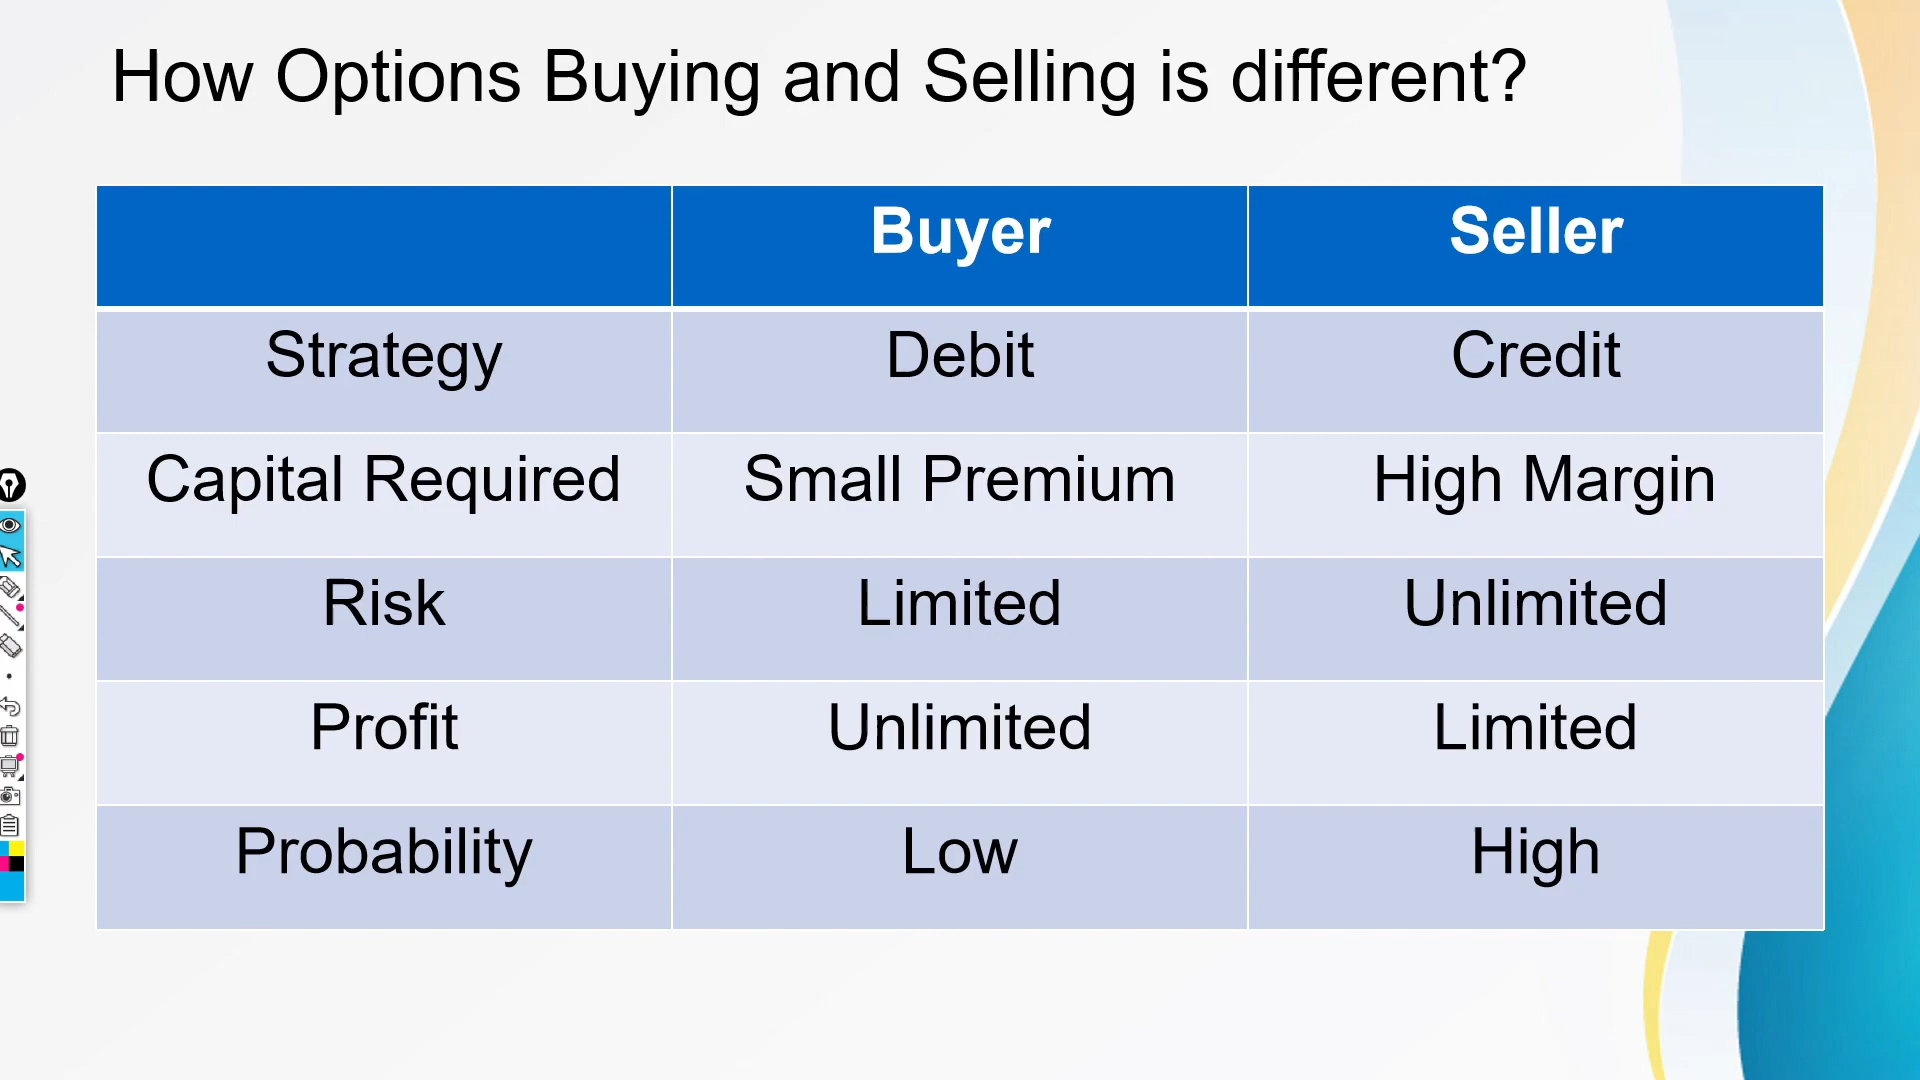 How Options Buying and Selling is different?
Buyer Seller
Strategy Debit Credit
Capital Required Small Premium High Margin
Risk Limited Unlimited
Profit Unlimited Limited
Probability Low High